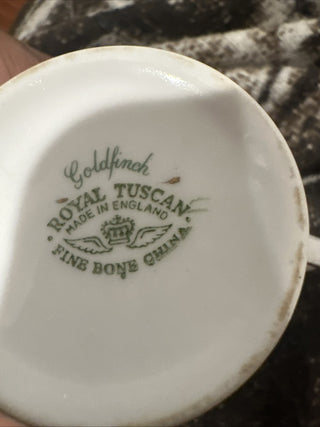 Goldfinch
ROYAL TUSCAN
MADE IN ENGLAND
FINE BONE CHINA